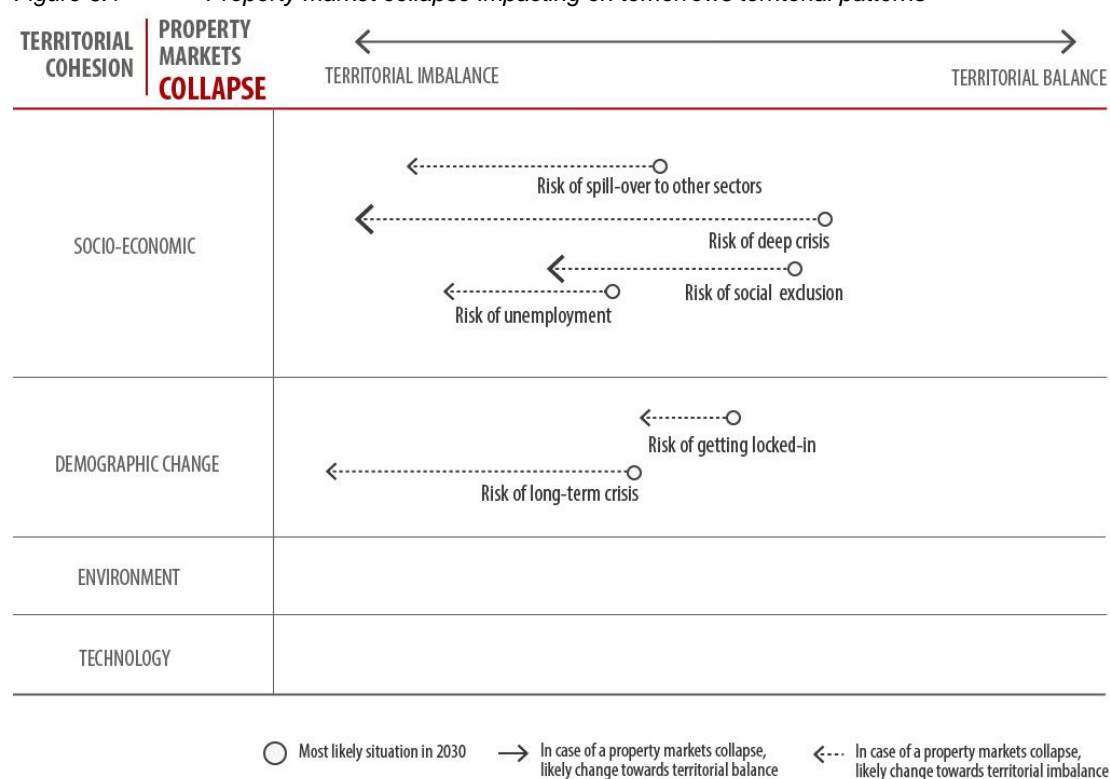 TERRITORIAL COHESION
PROPERTY MARKETS COLLAPSE
TERRITORIAL IMBALANCE
TERRITORIAL BALANCE
SOCIO-ECONOMIC
Risk of spill-over to other sectors
Risk of deep crisis
Risk of social exclusion
Risk of unemployment
DEMOGRAPHIC CHANGE
Risk of getting locked-in
Risk of long-term crisis
ENVIRONMENT
TECHNOLOGY
Most likely situation in 2030
In case of a property markets collapse,
likely change towards territorial balance
In case of a property markets collapse,
likely change towards territorial imbalance